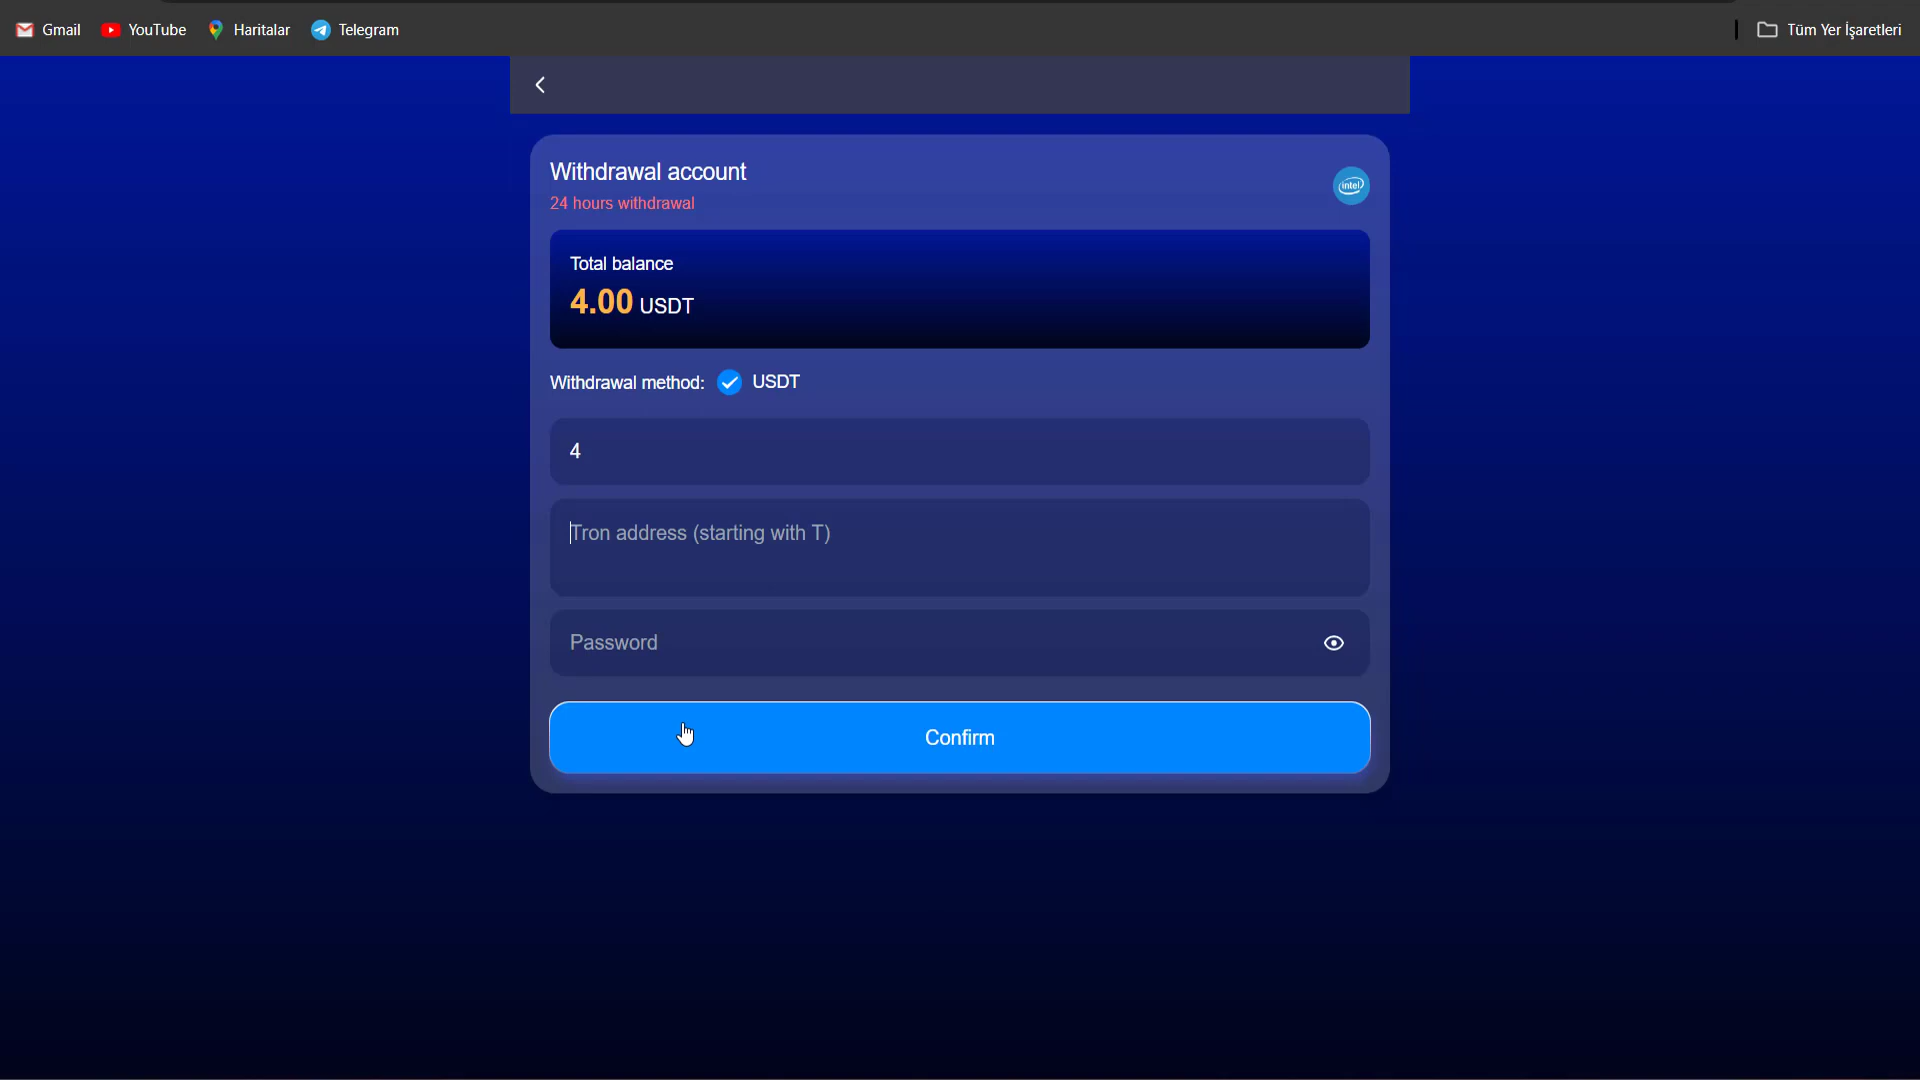 Gmail YouTube Haritalar Telegram Tüm Yer İşaretleri
Withdrawal account
24 hours withdrawal
intel
Total balance
4.00 USDT
Withdrawal method: USDT
4
Tron address (starting with T)
Password
Confirm